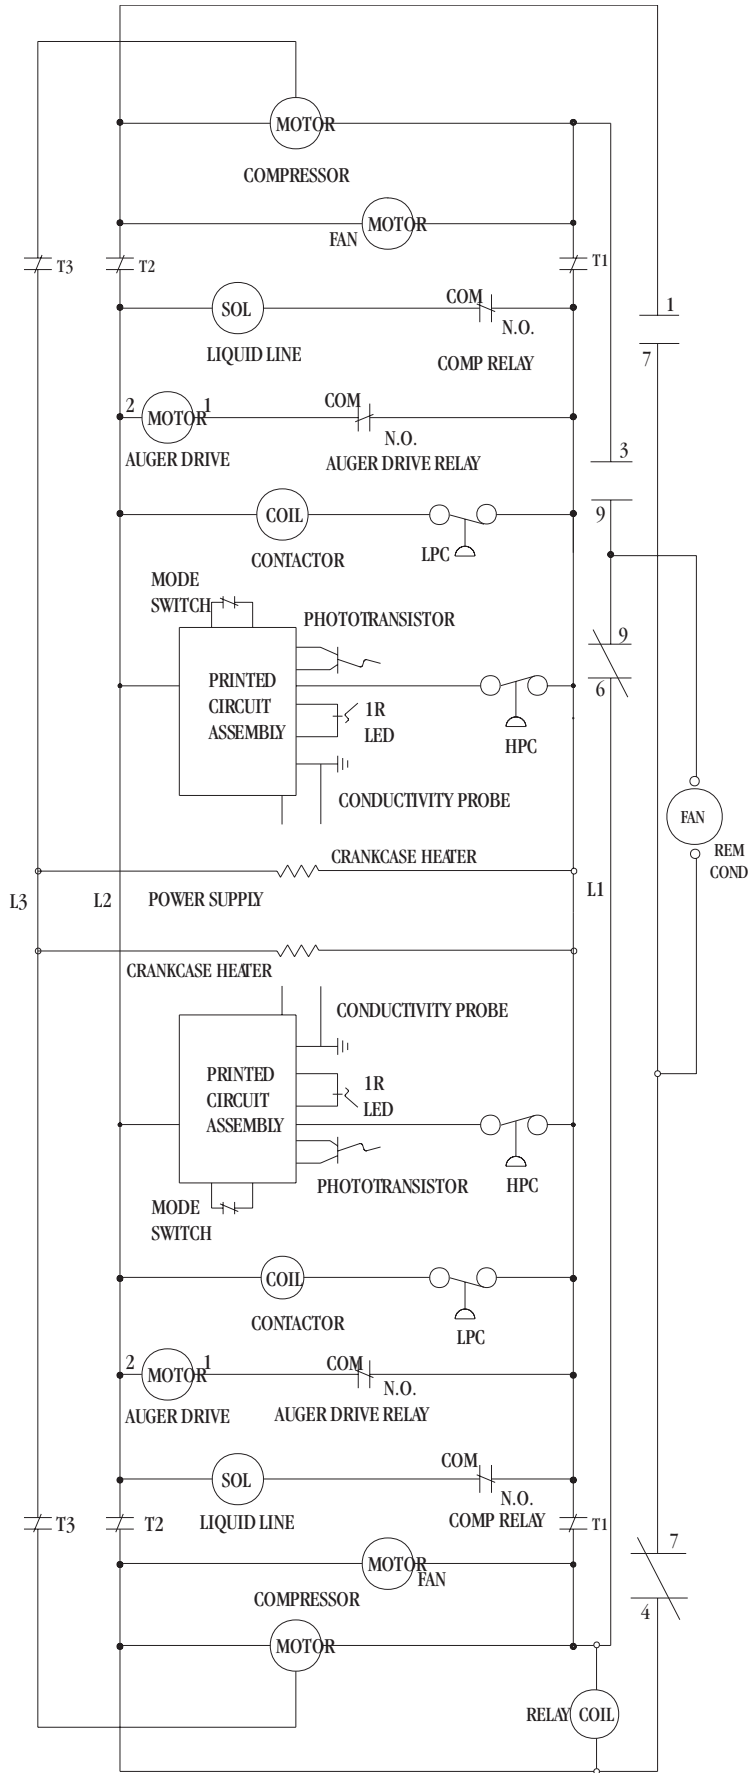 MOTOR
COMPRESSOR
MOTOR
FAN
T3
T2
T1
SOL
COM
N.O.
LIQUID LINE
COMP RELAY
1
7
2
MOTOR
1
COM
N.O.
AUGER DRIVE
AUGER DRIVE RELAY
3
9
COIL
CONTACTOR
LPC
MODE
SWITCH
PHOTOTRANSISTOR
PRINTED
CIRCUIT
ASSEMBLY
1R
LED
HPC
CONDUCTIVITY PROBE
9
6
FAN
REM
COND
CRANKCASE HEATER
L3
L2
POWER SUPPLY
L1
CRANKCASE HEATER
CONDUCTIVITY PROBE
PRINTED
CIRCUIT
ASSEMBLY
1R
LED
HPC
PHOTOTRANSISTOR
MODE
SWITCH
COIL
CONTACTOR
LPC
2
MOTOR
1
COM
N.O.
AUGER DRIVE
AUGER DRIVE RELAY
SOL
COM
N.O.
LIQUID LINE
COMP RELAY
T3
T2
T1
7
4
MOTOR
FAN
COMPRESSOR
MOTOR
RELAY
COIL